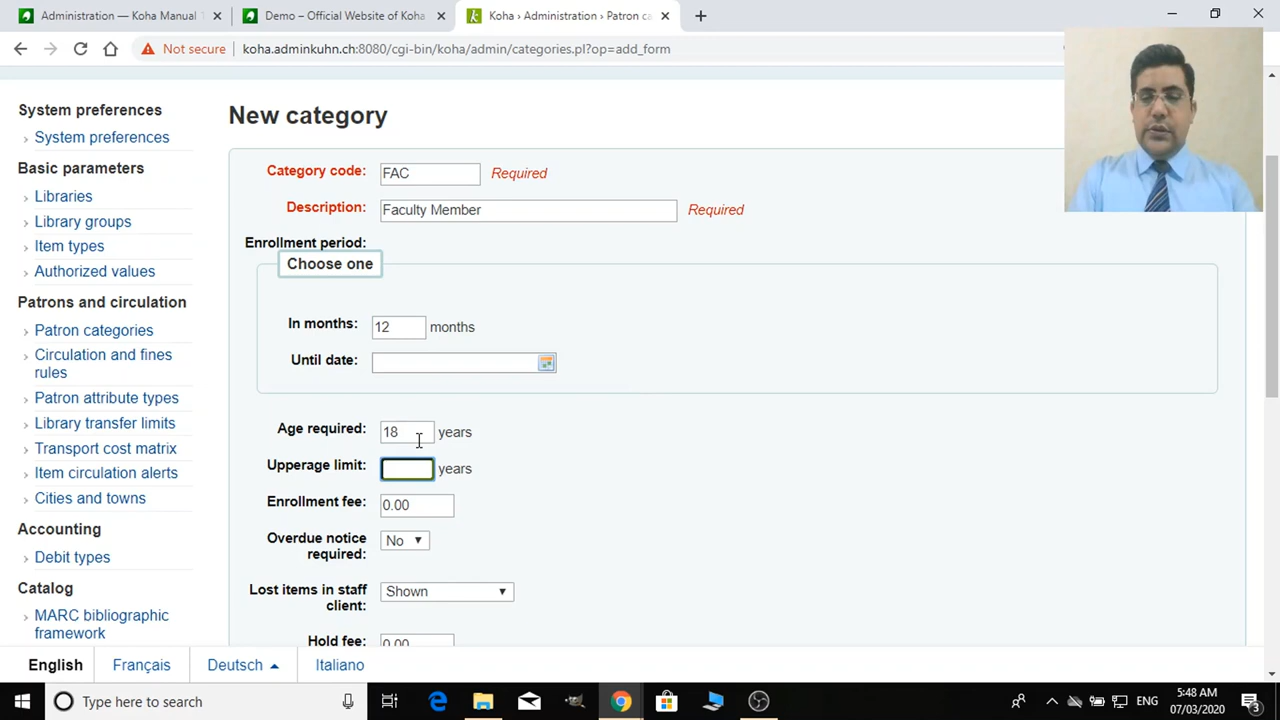 Administration — Koha Manual
Demo – Official Website of Koha
Koha › Administration › Patron ca
Not secure
koha.adminkuhn.ch:8080/cgi-bin/koha/admin/categories.pl?op=add_form
System preferences
System preferences
Basic parameters
Libraries
Library groups
Item types
Authorized values
Patrons and circulation
Patron categories
Circulation and fines
rules
Patron attribute types
Library transfer limits
Transport cost matrix
Item circulation alerts
Cities and towns
Accounting
Debit types
Catalog
MARC bibliographic
framework
New category
Category code: FAC Required
Description: Faculty Member Required
Enrollment period:
Choose one
In months: 12 months
Until date:
Age required: 18 years
Upperage limit: years
Enrollment fee: 0.00
Overdue notice
required: No
Lost items in staff
client: Shown
Hold fee: 0.00
English Français Deutsch Italiano
Type here to search
ENG
5:48 AM
07/03/2020
3